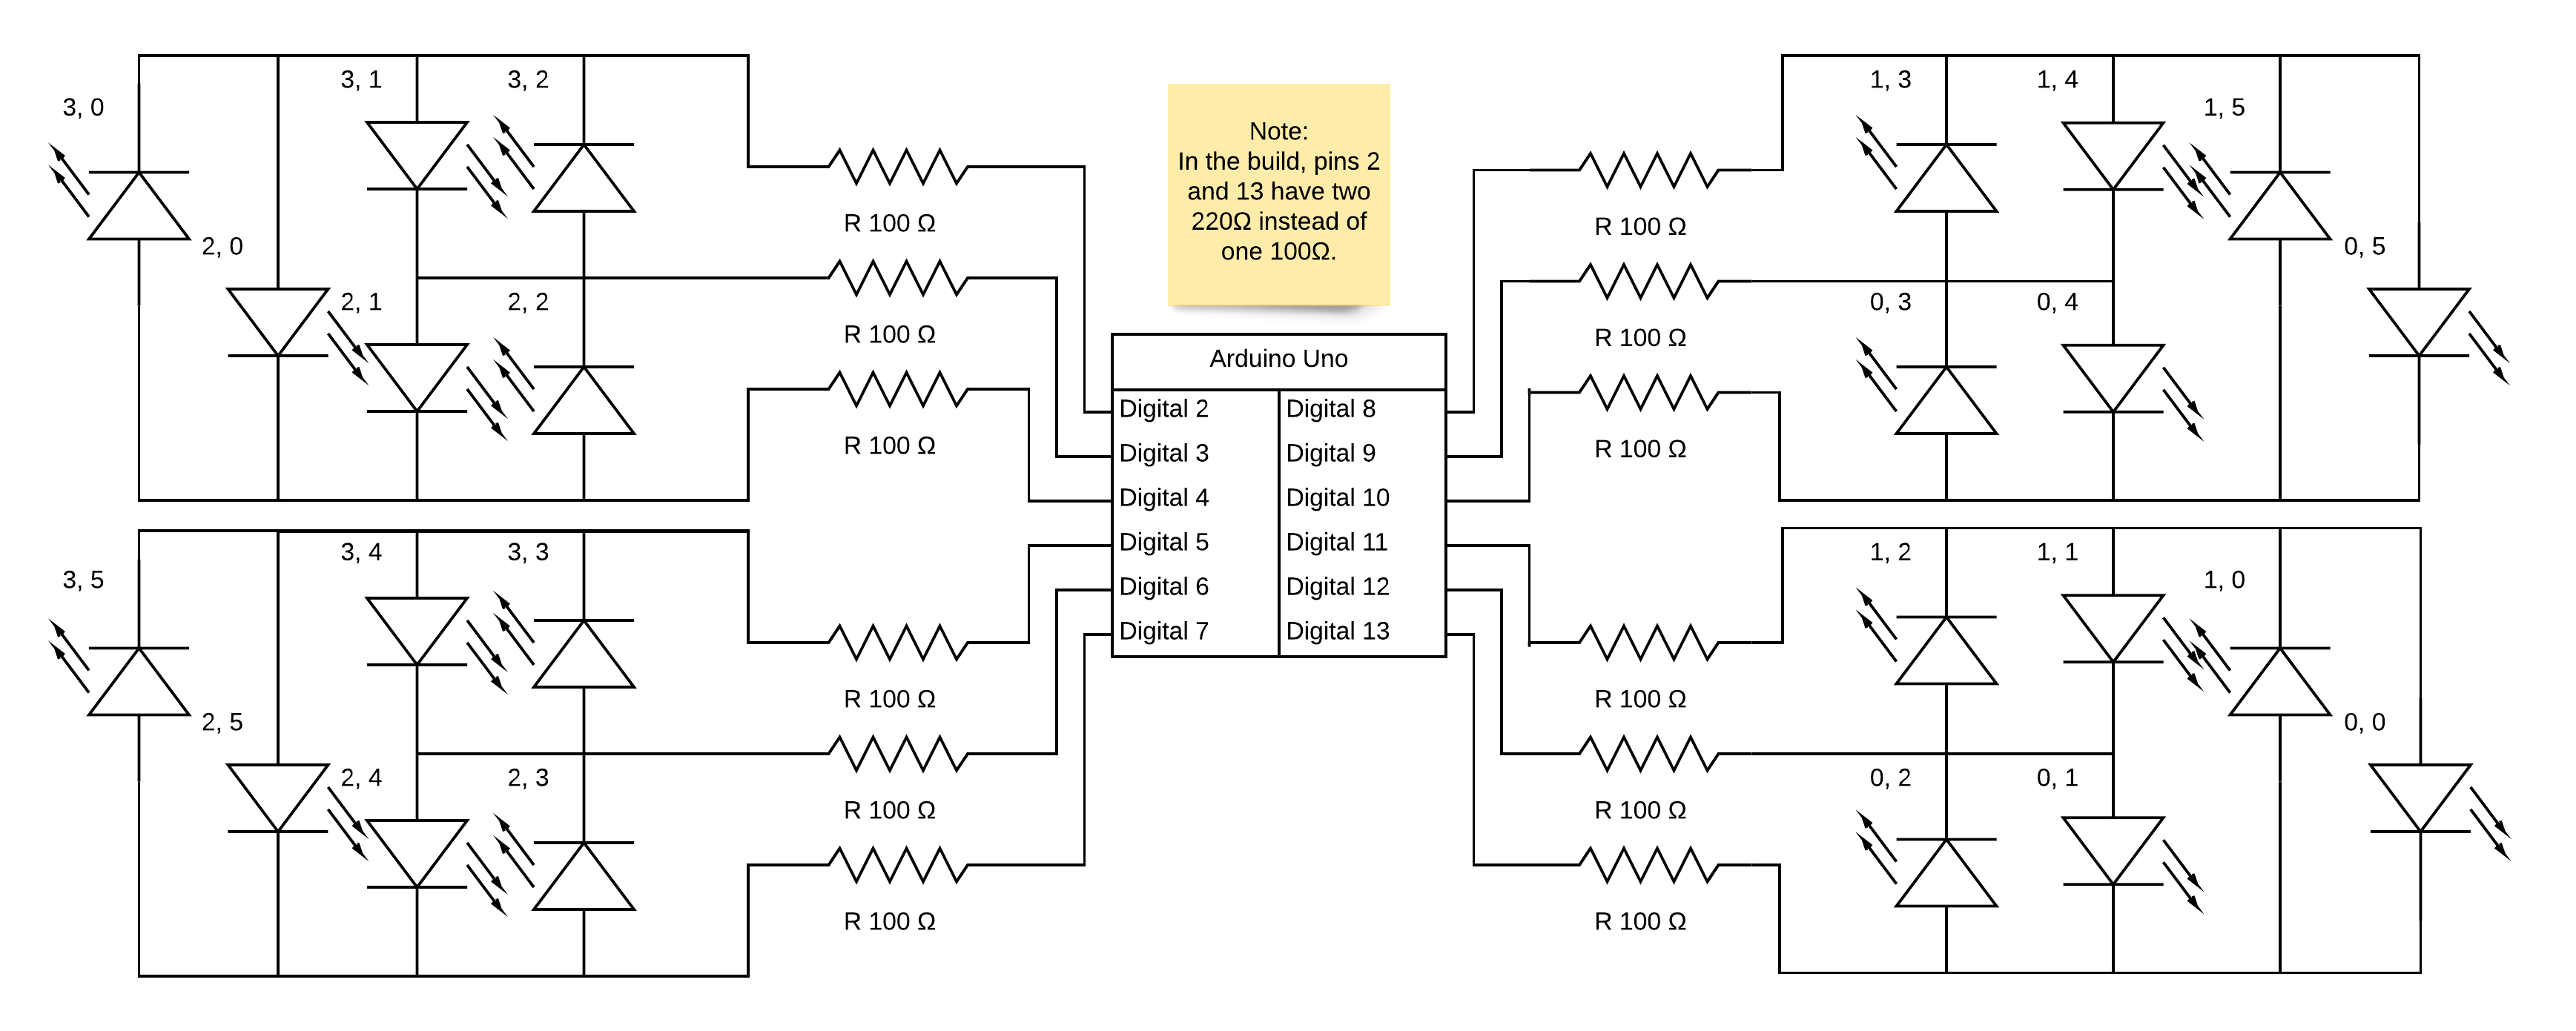 3, 1
3, 2
3, 0
2, 0
2, 1
2, 2
R 100 Ω
R 100 Ω
R 100 Ω
Note:
In the build, pins 2
and 13 have two
220Ω instead of
one 100Ω.
R 100 Ω
R 100 Ω
R 100 Ω
1, 3
1, 4
1, 5
0, 5
0, 3
0, 4
Arduino Uno
Digital 2
Digital 8
Digital 3
Digital 9
Digital 4
Digital 10
Digital 5
Digital 11
Digital 6
Digital 12
Digital 7
Digital 13
3, 4
3, 3
3, 5
2, 5
2, 4
2, 3
R 100 Ω
R 100 Ω
R 100 Ω
R 100 Ω
R 100 Ω
R 100 Ω
1, 2
1, 1
1, 0
0, 0
0, 2
0, 1